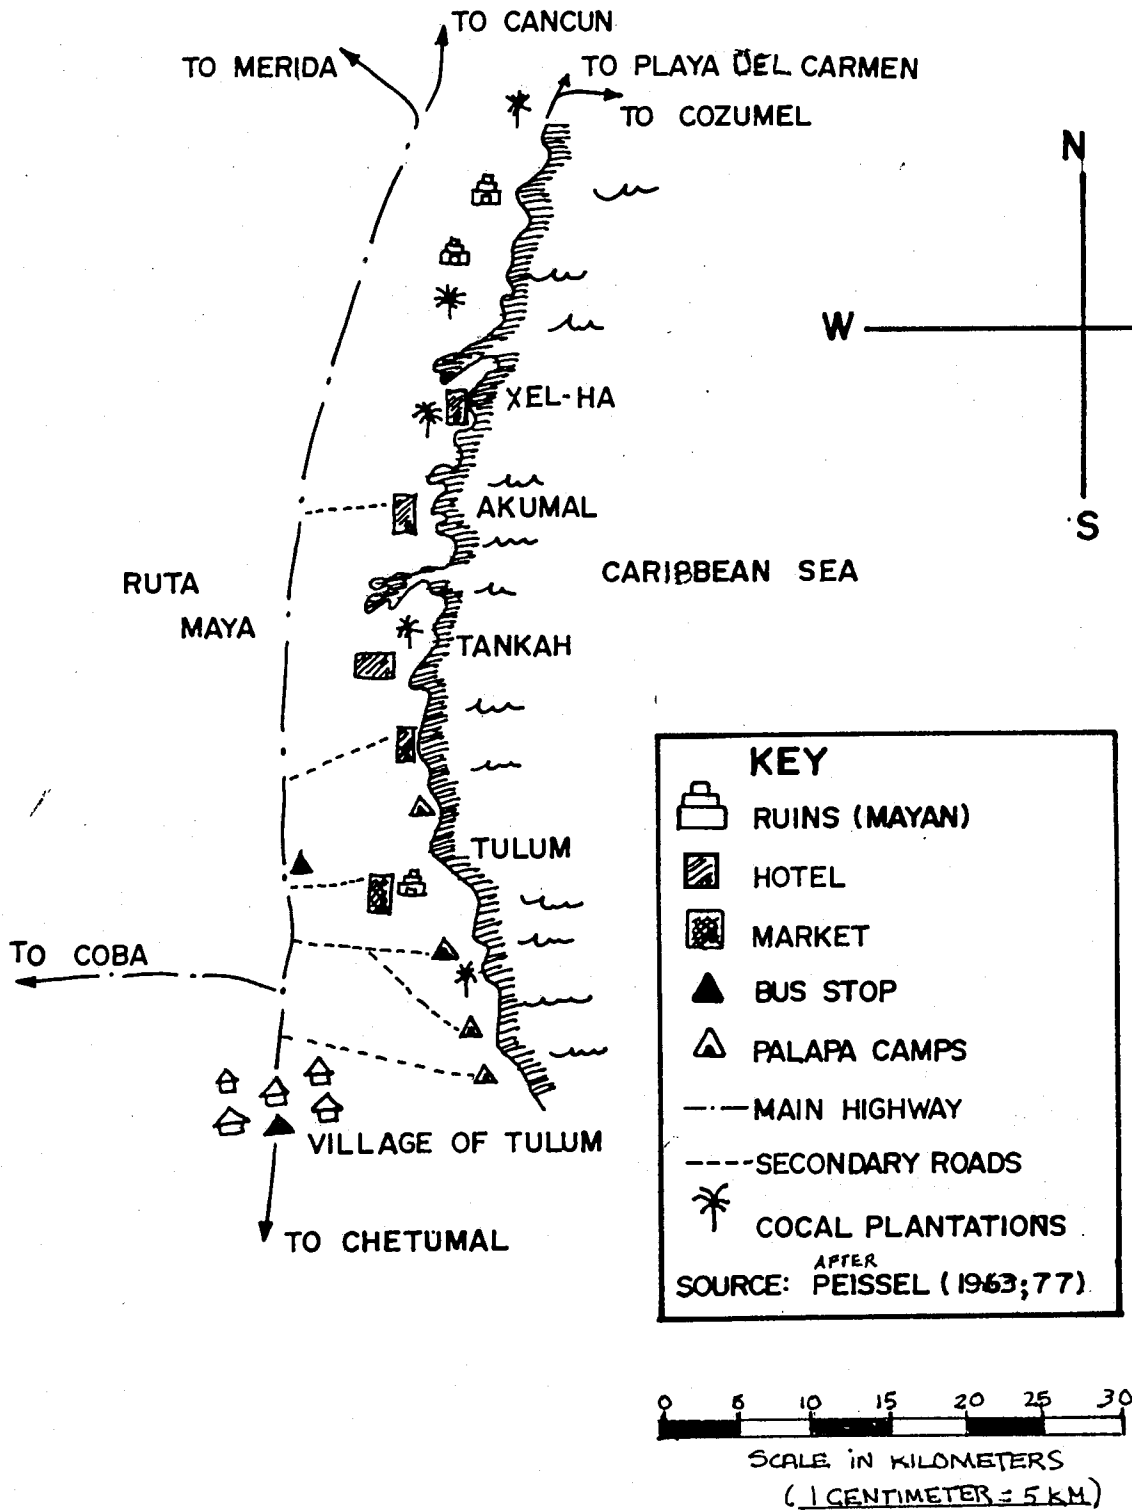 TO CANCUN
TO MERIDA
TO PLAYA DEL CARMEN
TO COZUMEL
N
W
S
XEL-HA
AKUMAL
CARIBBEAN SEA
RUTA
MAYA
TANKAH
TULUM
TO COBA
VILLAGE OF TULUM
TO CHETUMAL
KEY
RUINS (MAYAN)
HOTEL
MARKET
BUS STOP
PALAPA CAMPS
MAIN HIGHWAY
SECONDARY ROADS
COCAL PLANTATIONS
AFTER
SOURCE: PEISSEL (1963;77)
0 5 10 15 20 25 30
SCALE IN KILOMETERS
(1 CENTIMETER = 5 KM)